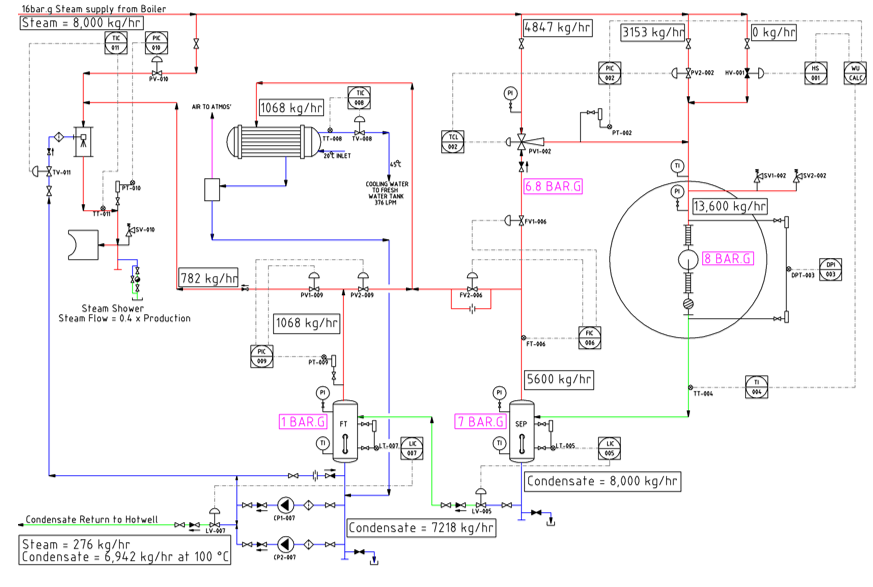 16bar.g Steam supply from Boiler
Steam = 8,000 kg/hr
TIC
011
PIC
010
PV-010
4847 kg/hr
3153 kg/hr
0 kg/hr
PIC
002
PV2-002
HV-001
HS
001
WU
CALC
AIR TO ATMOS'
1068 kg/hr
TIC
008
TT-008
TV-008
20°C INLET
45°C
COOLING WATER
TO FRESH
WATER TANK
376 LPM
PI
TCL
002
PT-002
PV1-002
TV-011
PT-010
TT-011
SV-010
6.8 BAR.G
TI
PI
SV1-002
SV2-002
13,600 kg/hr
FV1-006
8 BAR.G
DPT-003
DPI
003
782 kg/hr
PV1-009
PV2-009
FV2-006
Steam Shower
Steam Flow = 0.4 x Production
1068 kg/hr
PIC
009
PT-009
FT-006
FIC
006
5600 kg/hr
TT-004
TI
004
PI
1 BAR.G
FT
TI
LT-007
LIC
007
PI
7 BAR.G
SEP
TI
LT-005
LIC
005
Condensate = 8,000 kg/hr
LV-005
CP1-007
Condensate Return to Hotwell
LV-007
Condensate = 7218 kg/hr
Steam = 276 kg/hr
Condensate = 6,942 kg/hr at 100 °C
CP2-007